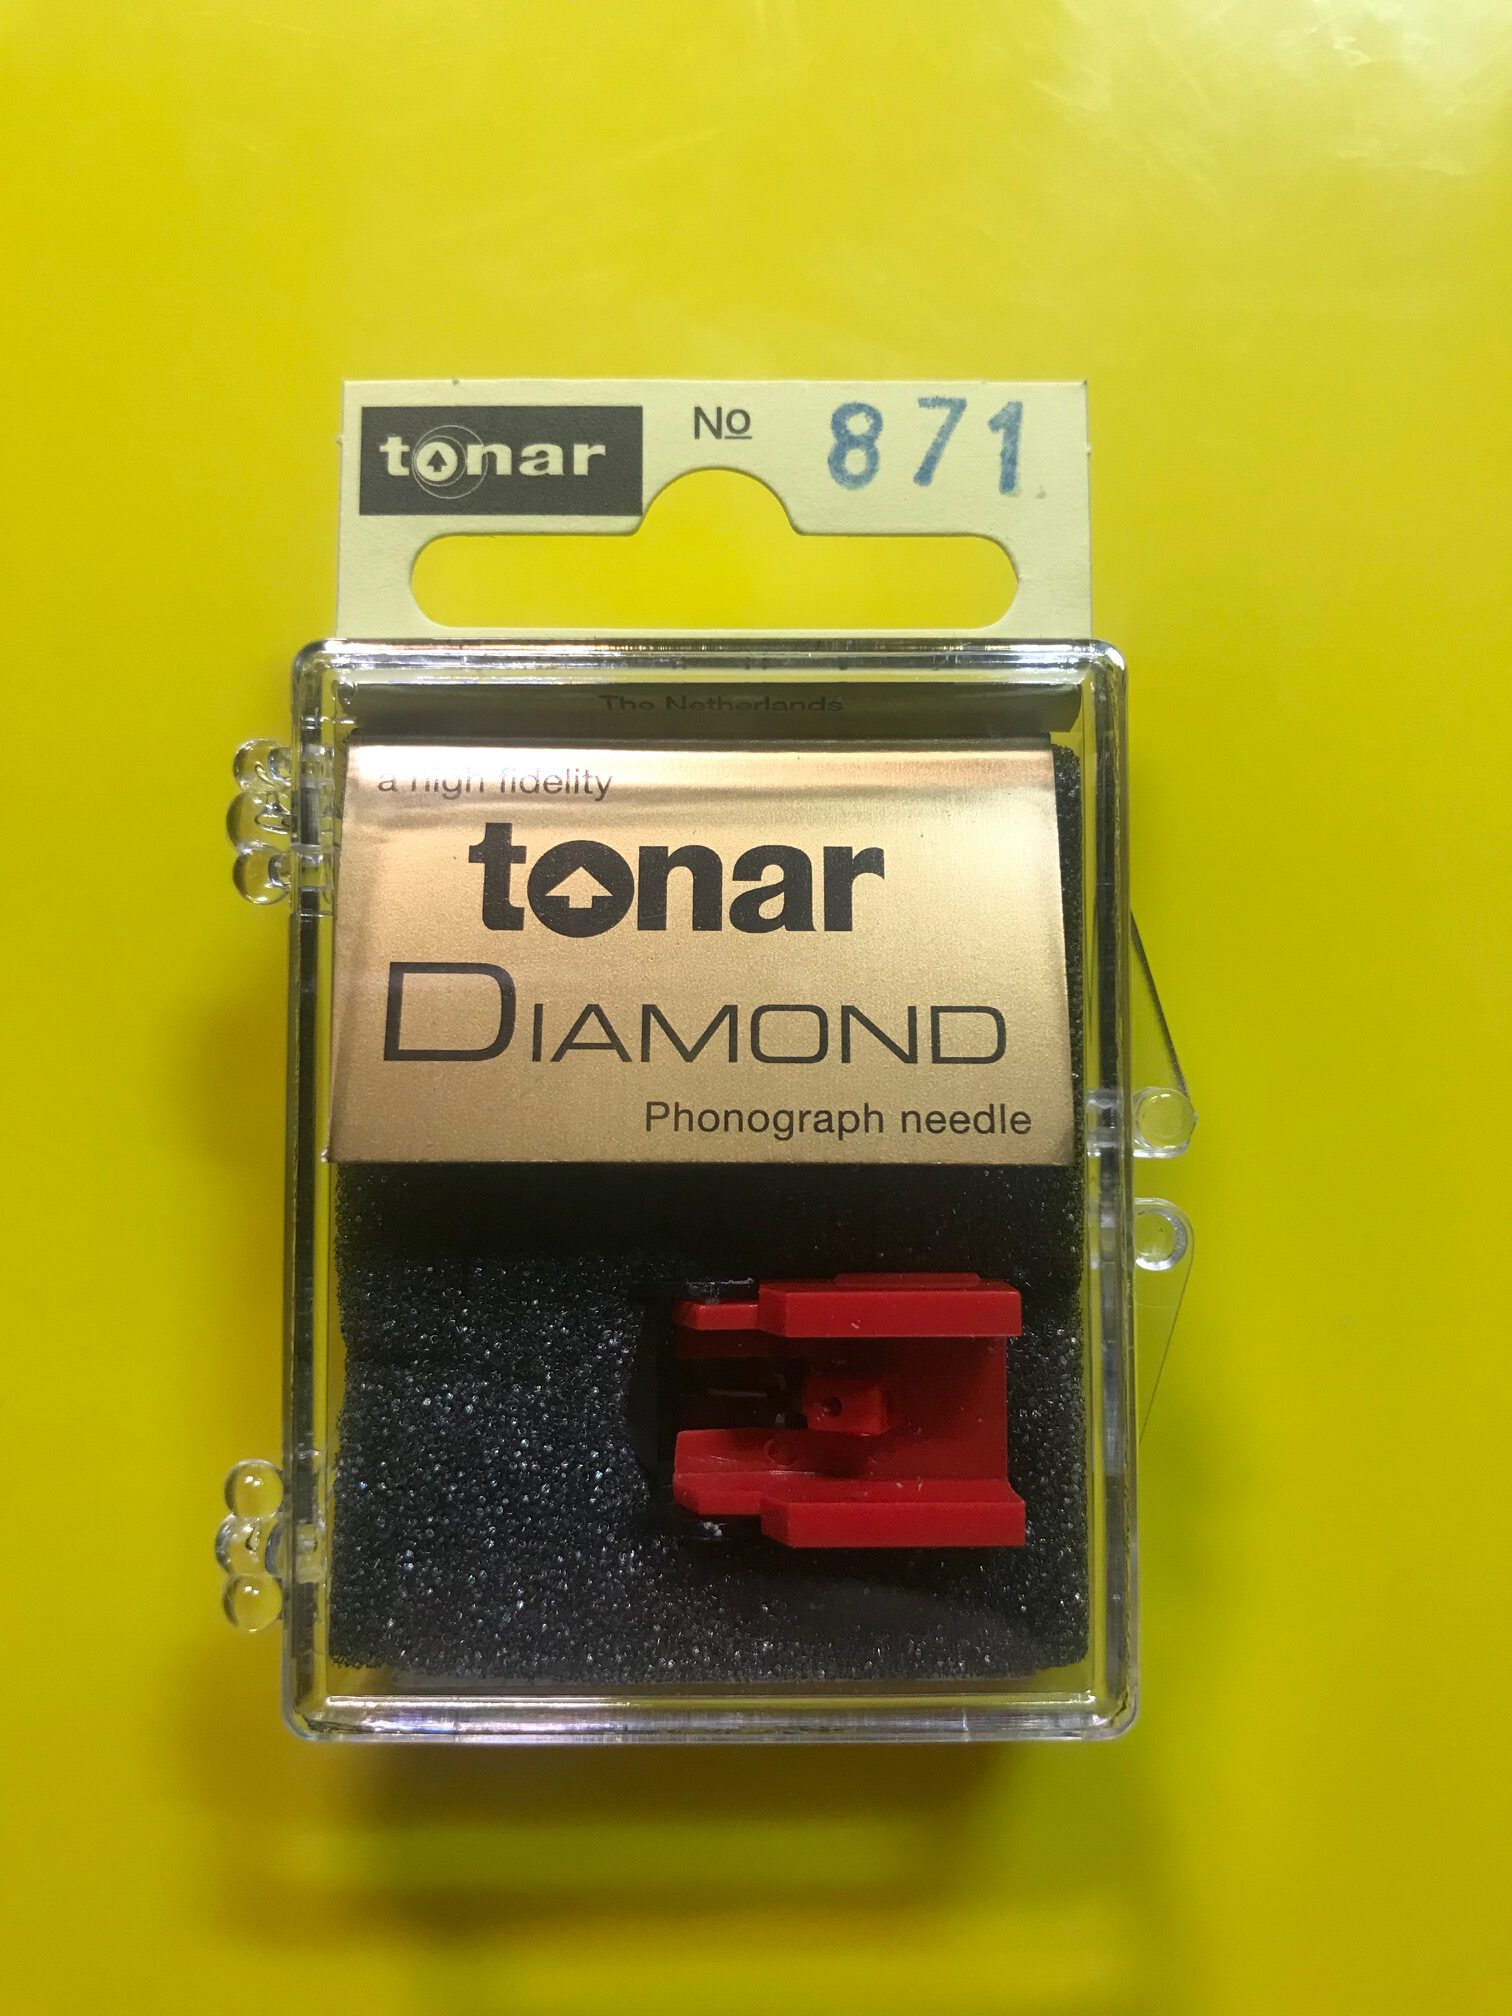 tonar No 871
The Netherlands
a high fidelity
tonar
DIAMOND
Phonograph needle